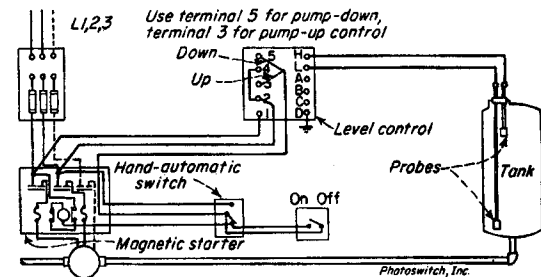 L1,2,3
Use terminal 5 for pump-down,
terminal 3 for pump-up control
Down
Up
5
4
3
2
1
H
L
A
B
C
D
Level control
Hand-automatic
switch
On Off
Probes
Tank
Magnetic starter
Photoswitch, Inc.